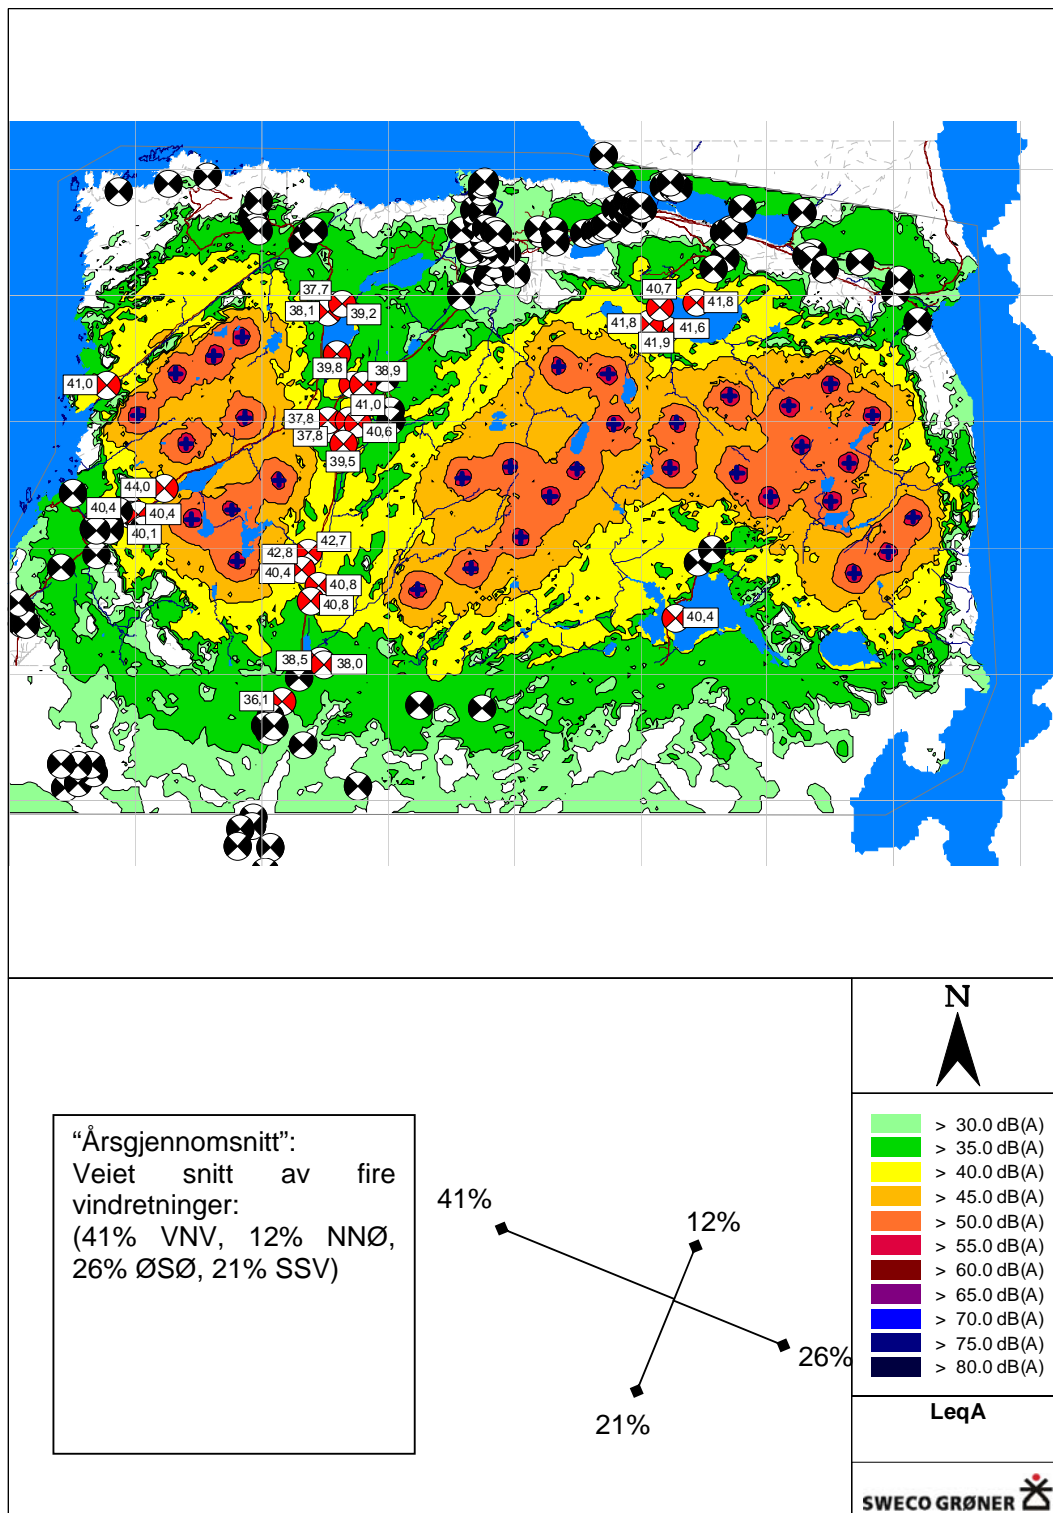 37,7
38,1
39,2
40,7
41,8
41,8
41,6
41,9
39,8
38,9
41,0
41,0
37,8
37,8
40,6
39,5
44,0
40,4
40,4
40,1
42,7
42,8
40,4
40,8
40,8
40,4
38,5
38,0
36,1
N
“Årsgjennomsnitt”:
Veiet snitt av fire
vindretninger:
(41% VNV, 12% NNØ,
26% ØSØ, 21% SSV)
41%
12%
26%
21%
> 30.0 dB(A)
> 35.0 dB(A)
> 40.0 dB(A)
> 45.0 dB(A)
> 50.0 dB(A)
> 55.0 dB(A)
> 60.0 dB(A)
> 65.0 dB(A)
> 70.0 dB(A)
> 75.0 dB(A)
> 80.0 dB(A)
LeqA
SWECO GRØNER